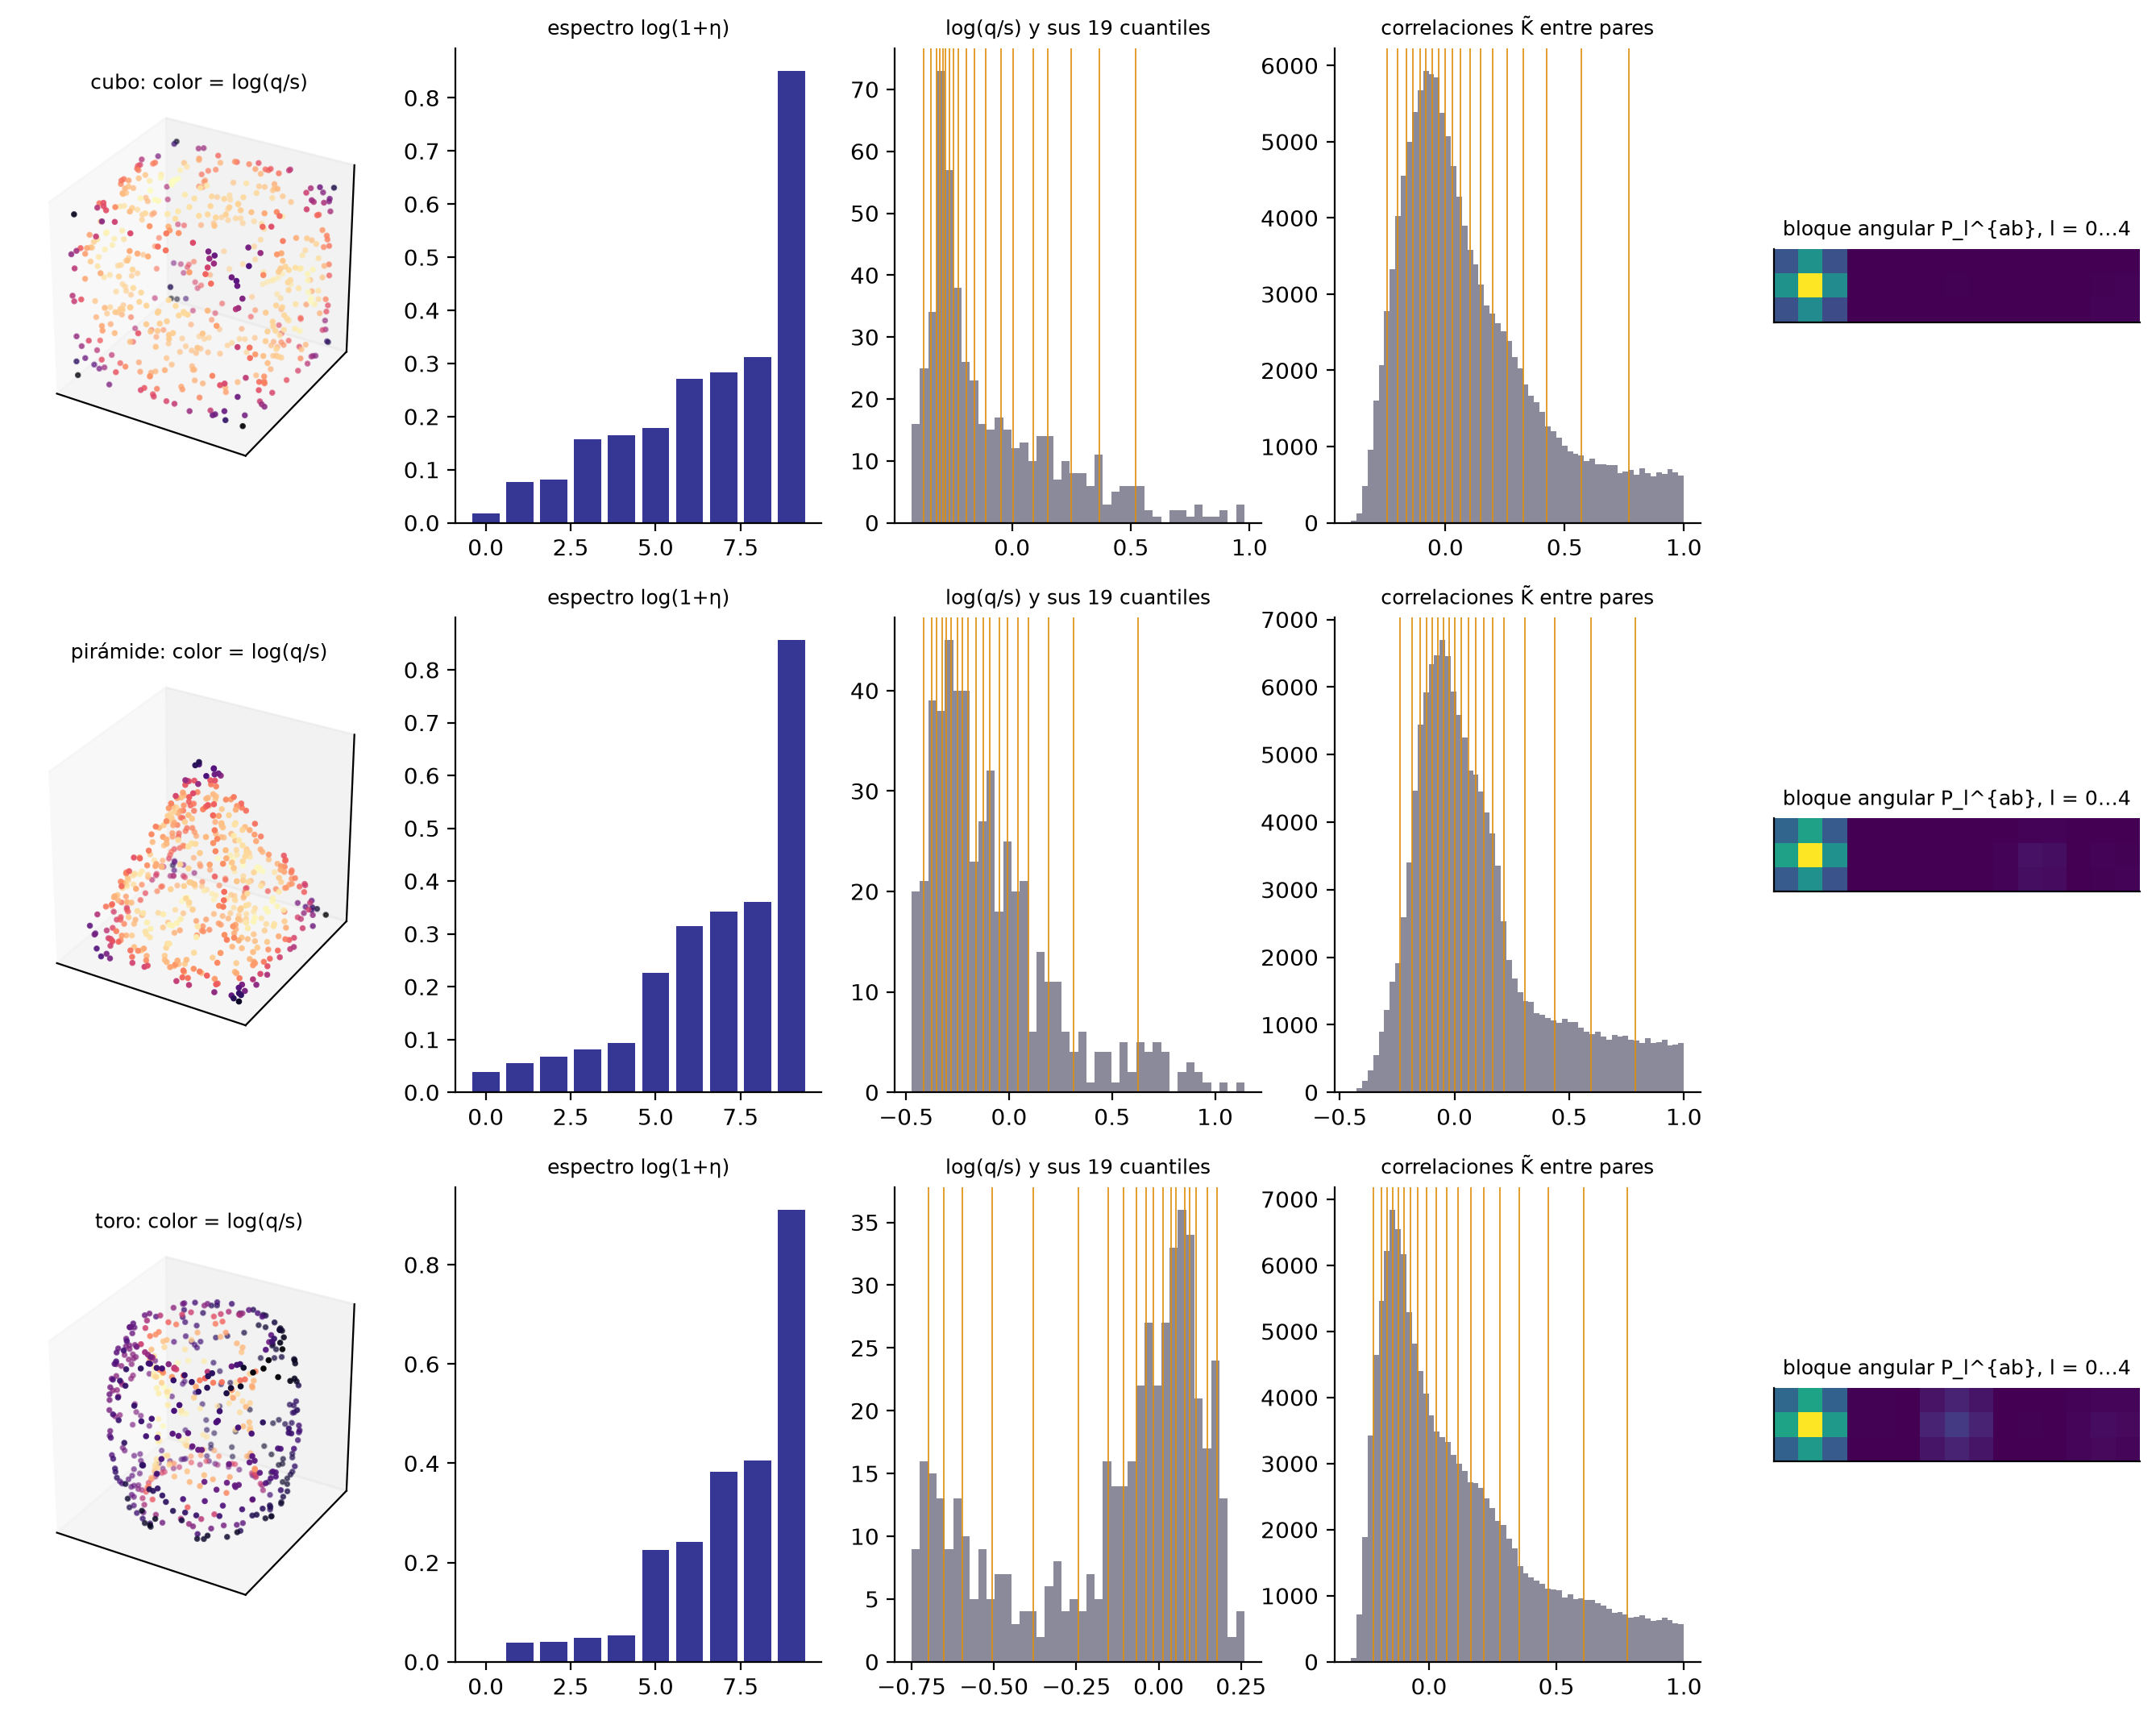 cubo: color = log(q/s)
espectro log(1+η)
log(q/s) y sus 19 cuantiles
correlaciones K̃ entre pares
bloque angular P_l^{ab}, l = 0...4
0.8
0.7
0.6
0.5
0.4
0.3
0.2
0.1
0.0
0.0 2.5 5.0 7.5
70
60
50
40
30
20
10
0
0.0 0.5 1.0
6000
5000
4000
3000
2000
1000
0
0.0 0.5 1.0
pirámide: color = log(q/s)
espectro log(1+η)
log(q/s) y sus 19 cuantiles
correlaciones K̃ entre pares
bloque angular P_l^{ab}, l = 0...4
0.8
0.7
0.6
0.5
0.4
0.3
0.2
0.1
0.0
0.0 2.5 5.0 7.5
40
30
20
10
0
−0.5 0.0 0.5 1.0
7000
6000
5000
4000
3000
2000
1000
0
−0.5 0.0 0.5 1.0
toro: color = log(q/s)
espectro log(1+η)
log(q/s) y sus 19 cuantiles
correlaciones K̃ entre pares
bloque angular P_l^{ab}, l = 0...4
0.8
0.6
0.4
0.2
0.0
0.0 2.5 5.0 7.5
35
30
25
20
15
10
5
0
−0.75 −0.50 −0.25 0.00 0.25
7000
6000
5000
4000
3000
2000
1000
0
0.0 0.5 1.0